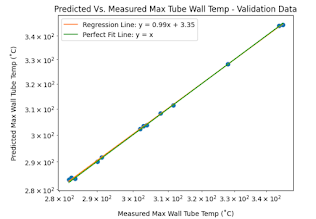 Predicted Vs. Measured Max Tube Wall Temp - Validation Data
Regression Line: y = 0.99x + 3.35
Perfect Fit Line: y = x
Predicted Max Wall Tube Temp (˚C)
3.4 × 10²
3.3 × 10²
3.2 × 10²
3.1 × 10²
3 × 10²
2.9 × 10²
2.8 × 10²
2.8 × 10²
2.9 × 10²
3 × 10²
3.1 × 10²
3.2 × 10²
3.3 × 10²
3.4 × 10²
Measured Max Wall Tube Temp (˚C)